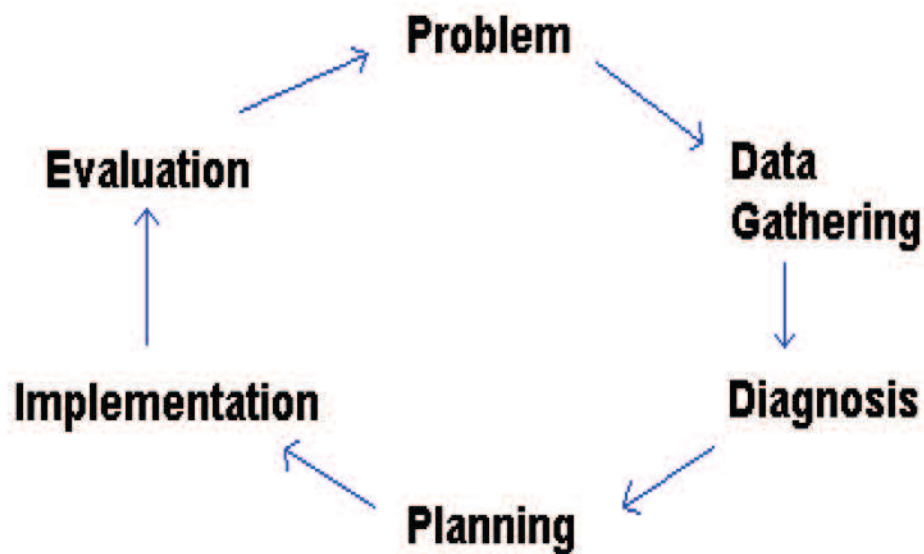 Problem
Data
Gathering
Diagnosis
Planning
Implementation
Evaluation